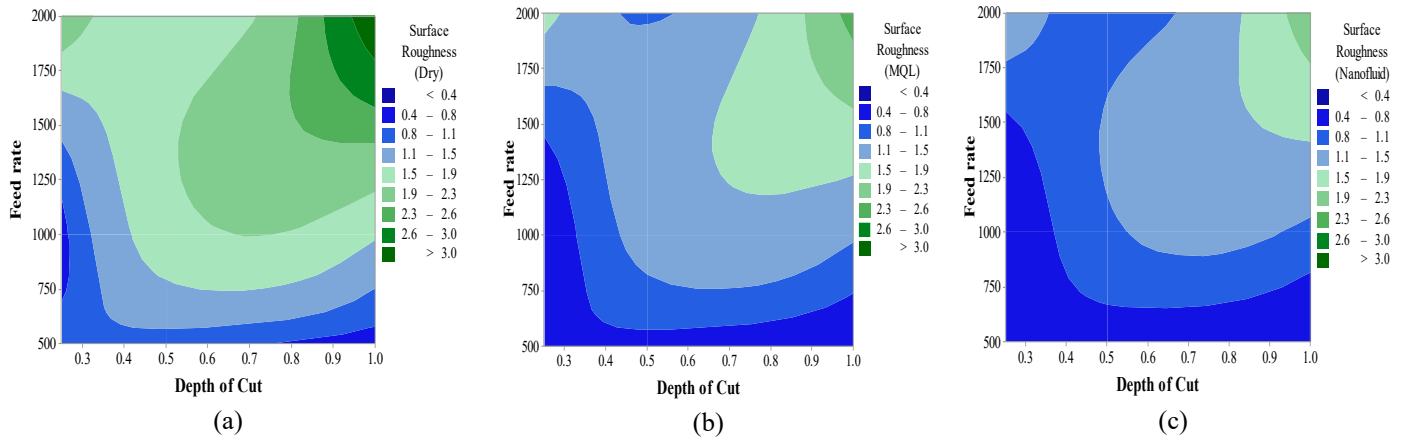 2000
1750
1500
1250
1000
750
500
Feed rate
0.3 0.4 0.5 0.6 0.7 0.8 0.9 1.0
Depth of Cut
Surface
Roughness
(Dry)
< 0.4
0.4 – 0.8
0.8 – 1.1
1.1 – 1.5
1.5 – 1.9
1.9 – 2.3
2.3 – 2.6
2.6 – 3.0
> 3.0
(a)
2000
1750
1500
1250
1000
750
500
Feed rate
0.3 0.4 0.5 0.6 0.7 0.8 0.9 1.0
Depth of Cut
Surface
Roughness
(MQL)
< 0.4
0.4 – 0.8
0.8 – 1.1
1.1 – 1.5
1.5 – 1.9
1.9 – 2.3
2.3 – 2.6
2.6 – 3.0
> 3.0
(b)
2000
1750
1500
1250
1000
750
500
Feed rate
0.3 0.4 0.5 0.6 0.7 0.8 0.9 1.0
Depth of Cut
Surface
Roughness
(Nanofluid)
< 0.4
0.4 – 0.8
0.8 – 1.1
1.1 – 1.5
1.5 – 1.9
1.9 – 2.3
2.3 – 2.6
2.6 – 3.0
> 3.0
(c)